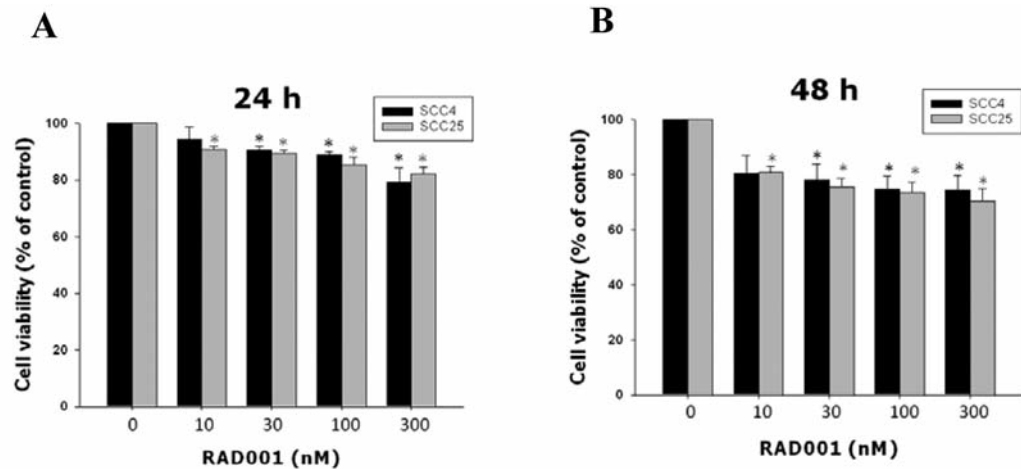 A
24 h
SCC4
SCC25
Cell viability (% of control)
100
80
60
40
20
0
* * * * * * *
0 10 30 100 300
RAD001 (nM)
B
48 h
SCC4
SCC25
Cell viability (% of control)
100
80
60
40
20
0
* * * * * * *
0 10 30 100 300
RAD001 (nM)